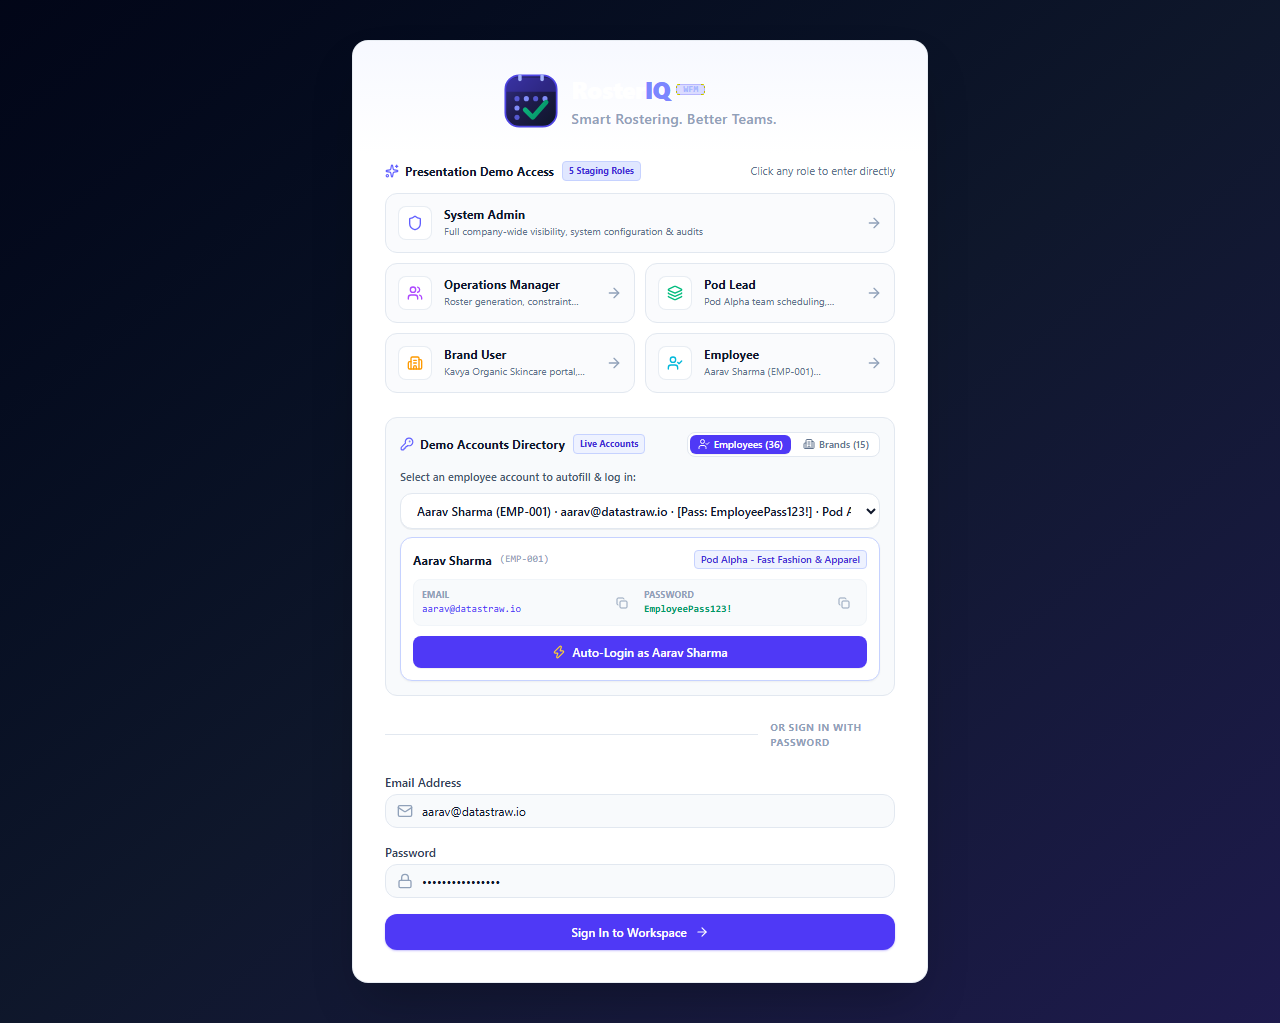 RosterIQ WFM
Smart Rostering. Better Teams.
Presentation Demo Access 5 Staging Roles Click any role to enter directly
System Admin
Full company-wide visibility, system configuration & audits
Operations Manager
Roster generation, constraint...
Pod Lead
Pod Alpha team scheduling,...
Brand User
Kavya Organic Skincare portal,...
Employee
Aarav Sharma (EMP-001)...
Demo Accounts Directory Live Accounts Employees (36) Brands (15)
Select an employee account to autofill & log in:
Aarav Sharma (EMP-001) · aarav@datastraw.io · [Pass: EmployeePass123!] · Pod A
Aarav Sharma (EMP-001) Pod Alpha - Fast Fashion & Apparel
EMAIL
aarav@datastraw.io
PASSWORD
EmployeePass123!
Auto-Login as Aarav Sharma
OR SIGN IN WITH
PASSWORD
Email Address
aarav@datastraw.io
Password
••••••••••••••••
Sign In to Workspace